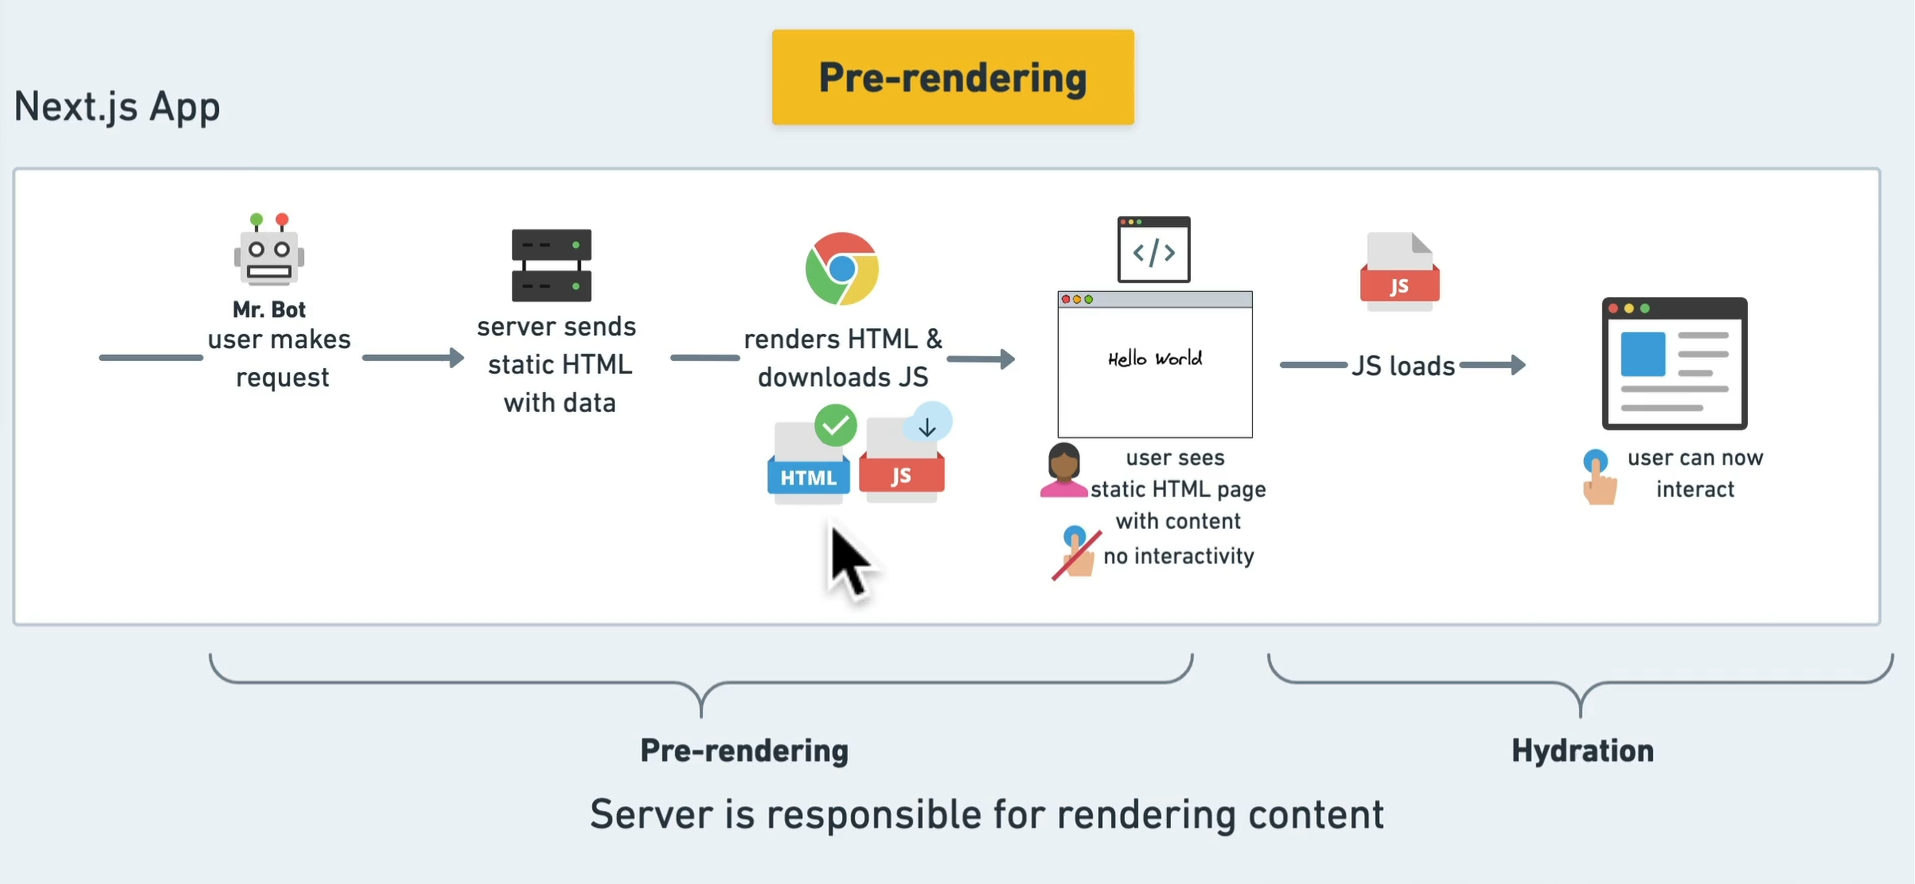 Pre-rendering
Next.js App
Mr. Bot
user makes
request
server sends
static HTML
with data
renders HTML &
downloads JS
HTML
JS
</>
Hello World
user sees
static HTML page
with content
no interactivity
JS
JS loads
user can now
interact
Pre-rendering
Hydration
Server is responsible for rendering content